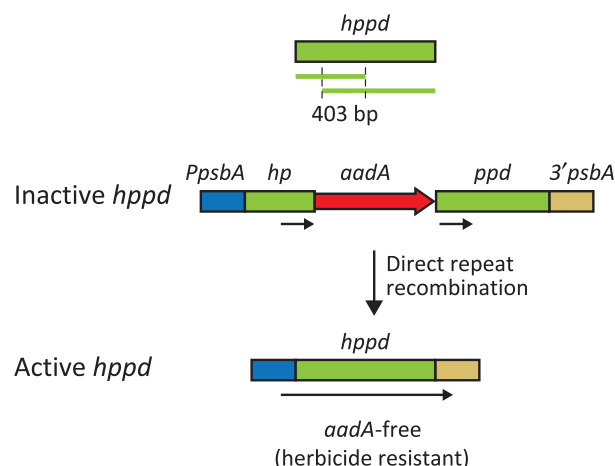 hppd
403 bp
PpsbA hp aadA ppd 3′psbA
Inactive hppd
Direct repeat
recombination
hppd
Active hppd
aadA-free
(herbicide resistant)